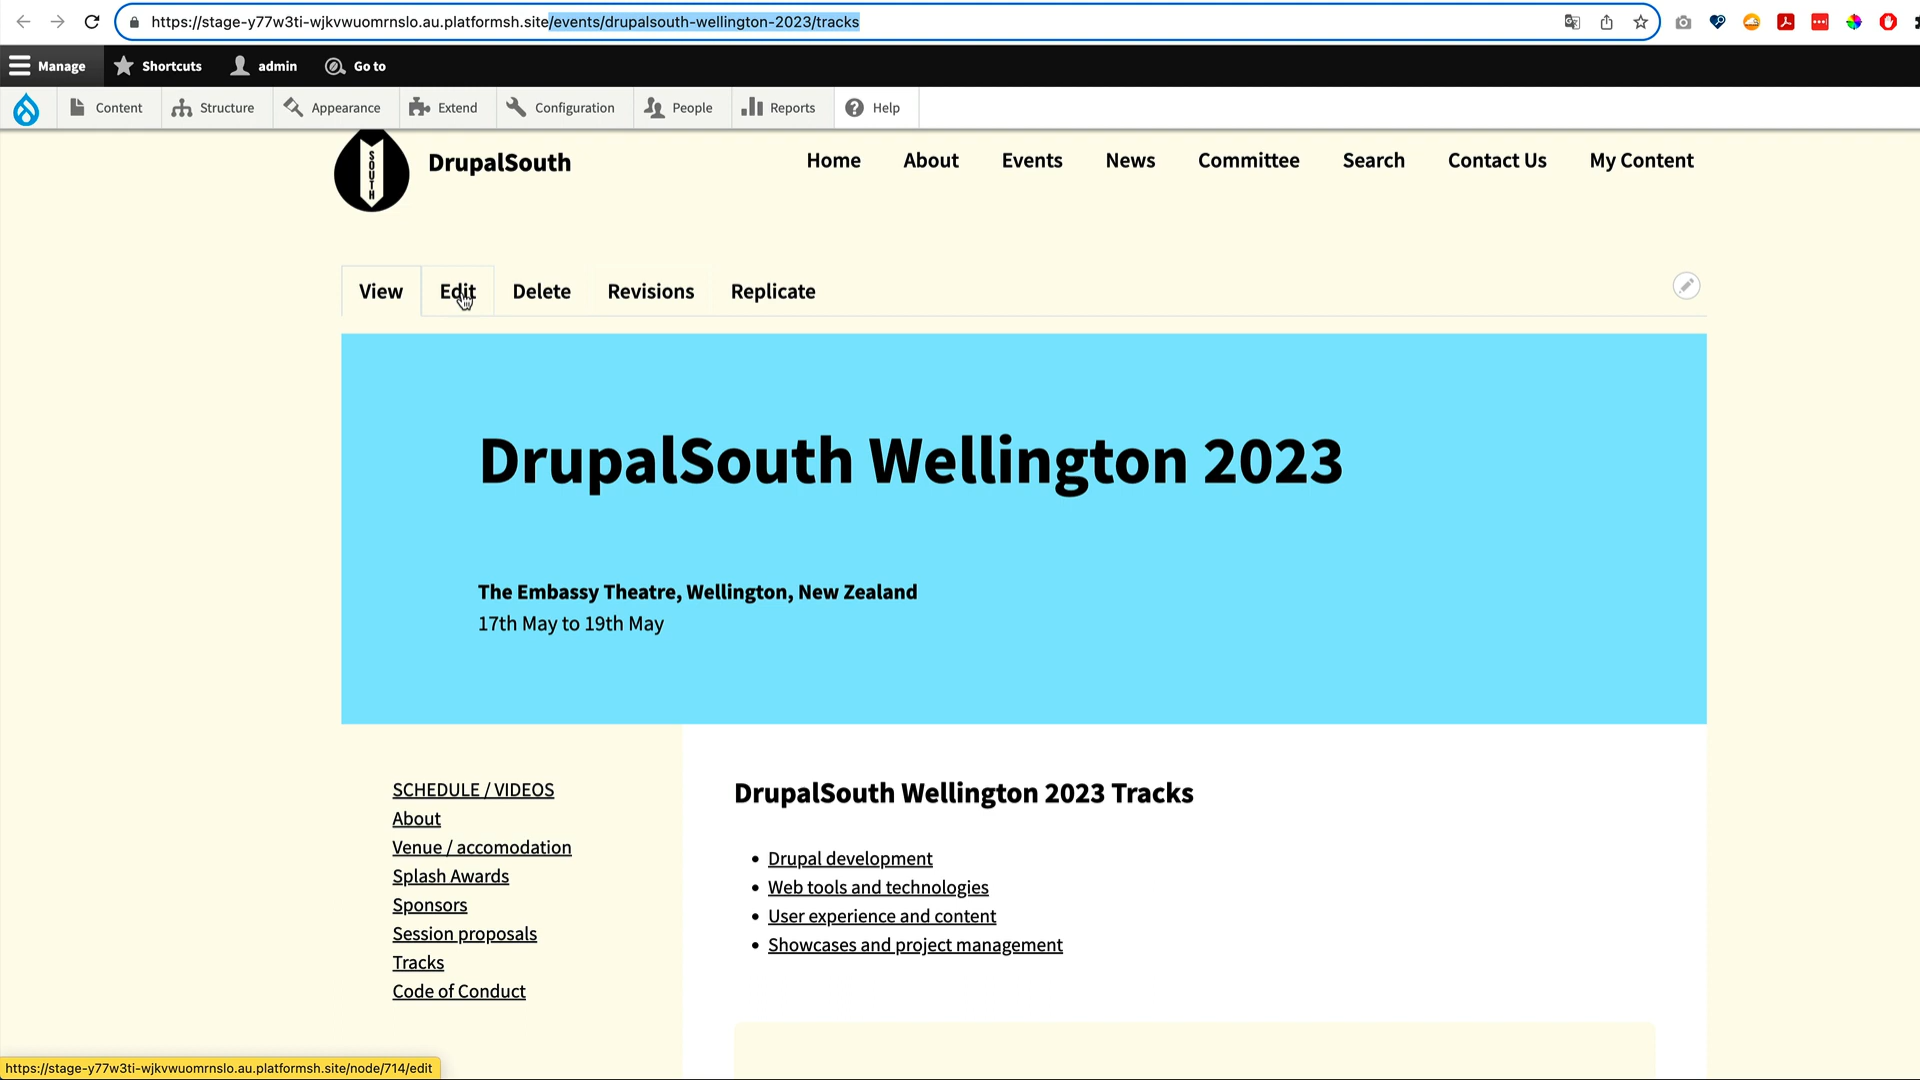 https://stage-y77w3ti-wjkvwuomrnslo.au.platformsh.site/events/drupalsouth-wellington-2023/tracks
Manage Shortcuts admin Go to
Content Structure Appearance Extend Configuration People Reports Help
SOUTH
DrupalSouth
Home About Events News Committee Search Contact Us My Content
View Edit Delete Revisions Replicate
DrupalSouth Wellington 2023
The Embassy Theatre, Wellington, New Zealand
17th May to 19th May
SCHEDULE / VIDEOS
About
Venue / accomodation
Splash Awards
Sponsors
Session proposals
Tracks
Code of Conduct
DrupalSouth Wellington 2023 Tracks
Drupal development
Web tools and technologies
User experience and content
Showcases and project management
https://stage-y77w3ti-wjkvwuomrnslo.au.platformsh.site/node/714/edit